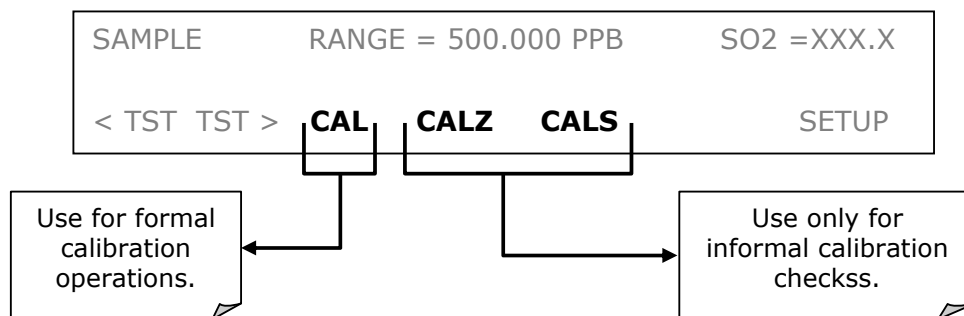 SAMPLE RANGE = 500.000 PPB SO2 =XXX.X
< TST TST > CAL CALZ CALS SETUP
Use for formal
calibration
operations.
Use only for
informal calibration
checkss.